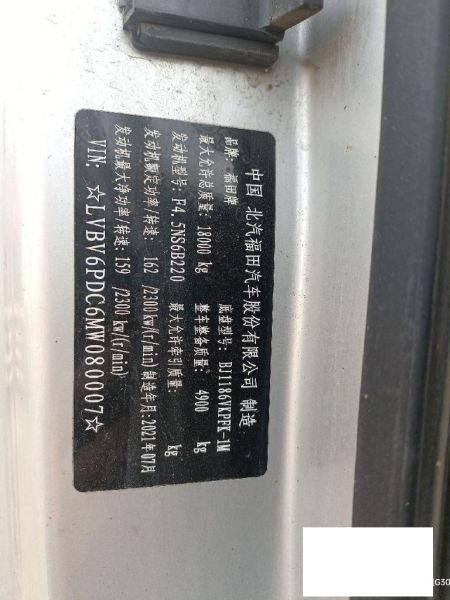 中国 北汽福田汽车股份有限公司 制造
品牌: 福田牌 底盘型号: BJ1186VKPFK-1M
最大允许总质量: 18000 kg 整车整备质量: 4900 kg
发动机型号: F4.5NS6B220 最大允许牵引质量: kg
发动机额定功率/转速: 162 /2300kw/(r/min) 制造年月: 2021年07月
发动机最大净功率/转速: 159 /2300 kw/(r/min)
VIN: ☆LVBV6PDC6MW080007☆
G30